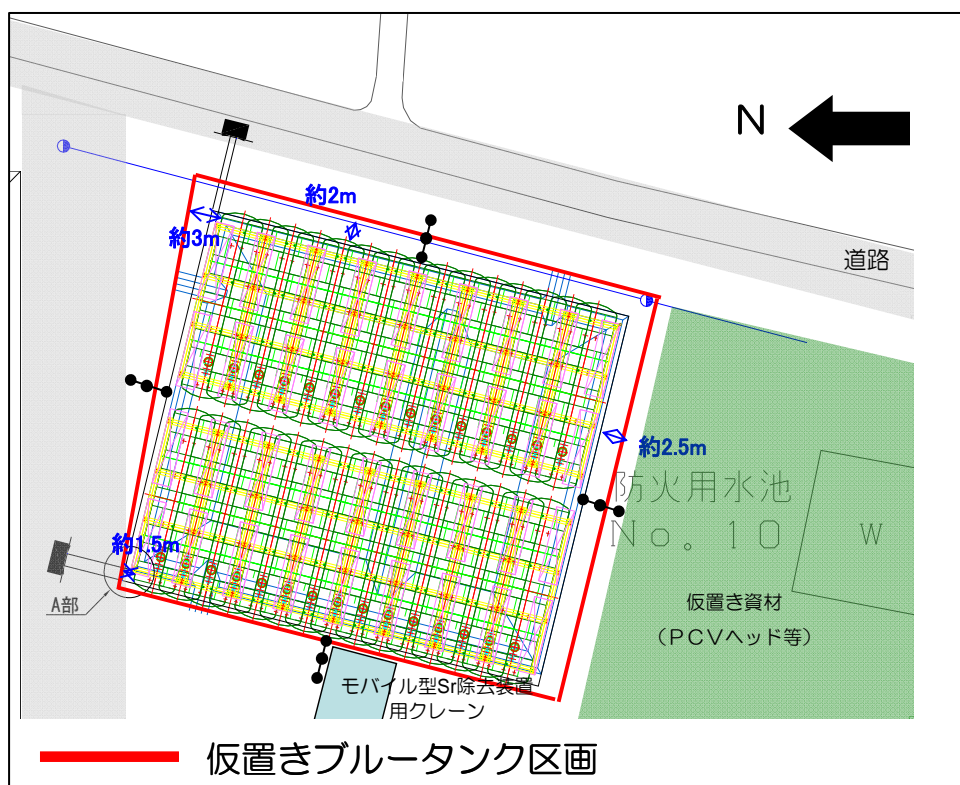 N
約2m
約3m
道路
約2.5m
防火用水池
No。10 W
約1.5m
A部
仮置き資材
（PCVヘッド等）
モバイル型Sr除去装置
用クレーン
仮置きブルータンク区画